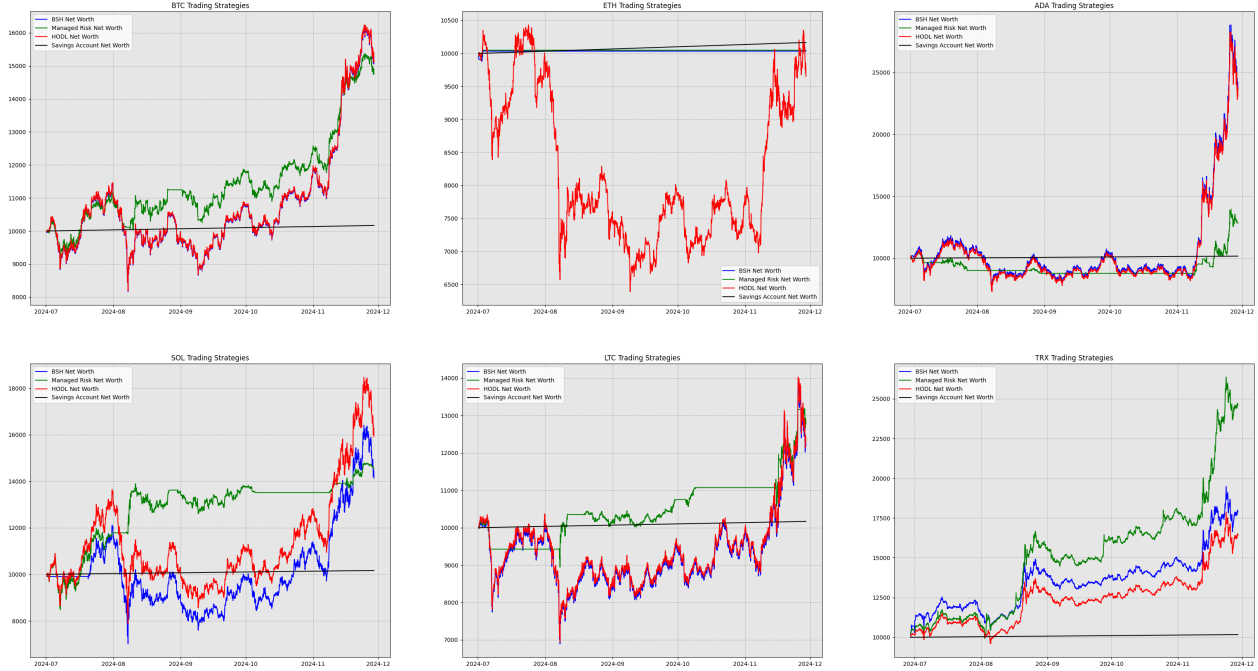 BTC Trading Strategies
BSH Net Worth
Managed Risk Net Worth
HODL Net Worth
Savings Account Net Worth
16000
15000
14000
13000
12000
11000
10000
9000
8000
2024-07
2024-08
2024-09
2024-10
2024-11
2024-12
ETH Trading Strategies
10500
10000
9500
9000
8500
8000
7500
7000
6500
BSH Net Worth
Managed Risk Net Worth
HODL Net Worth
Savings Account Net Worth
2024-07
2024-08
2024-09
2024-10
2024-11
2024-12
ADA Trading Strategies
BSH Net Worth
Managed Risk Net Worth
HODL Net Worth
Savings Account Net Worth
25000
20000
15000
10000
2024-07
2024-08
2024-09
2024-10
2024-11
2024-12
SOL Trading Strategies
BSH Net Worth
Managed Risk Net Worth
HODL Net Worth
Savings Account Net Worth
18000
16000
14000
12000
10000
8000
2024-07
2024-08
2024-09
2024-10
2024-11
2024-12
LTC Trading Strategies
BSH Net Worth
Managed Risk Net Worth
HODL Net Worth
Savings Account Net Worth
14000
13000
12000
11000
10000
9000
8000
7000
2024-07
2024-08
2024-09
2024-10
2024-11
2024-12
TRX Trading Strategies
BSH Net Worth
Managed Risk Net Worth
HODL Net Worth
Savings Account Net Worth
25000
22500
20000
17500
15000
12500
10000
2024-07
2024-08
2024-09
2024-10
2024-11
2024-12